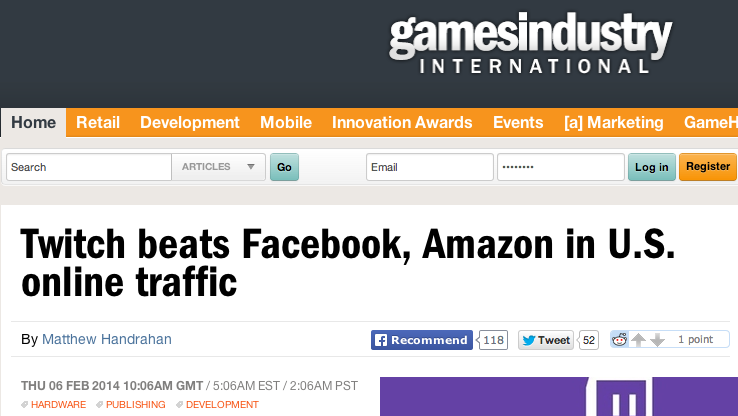 gamesindustry
INTERNATIONAL
Home Retail Development Mobile Innovation Awards Events [a] Marketing GameH
Search ARTICLES Go Email •••••••• Log in Register
Twitch beats Facebook, Amazon in U.S.
online traffic
By Matthew Handrahan Recommend 118 Tweet 52 1 point
THU 06 FEB 2014 10:06AM GMT / 5:06AM EST / 2:06AM PST
HARDWARE PUBLISHING DEVELOPMENT